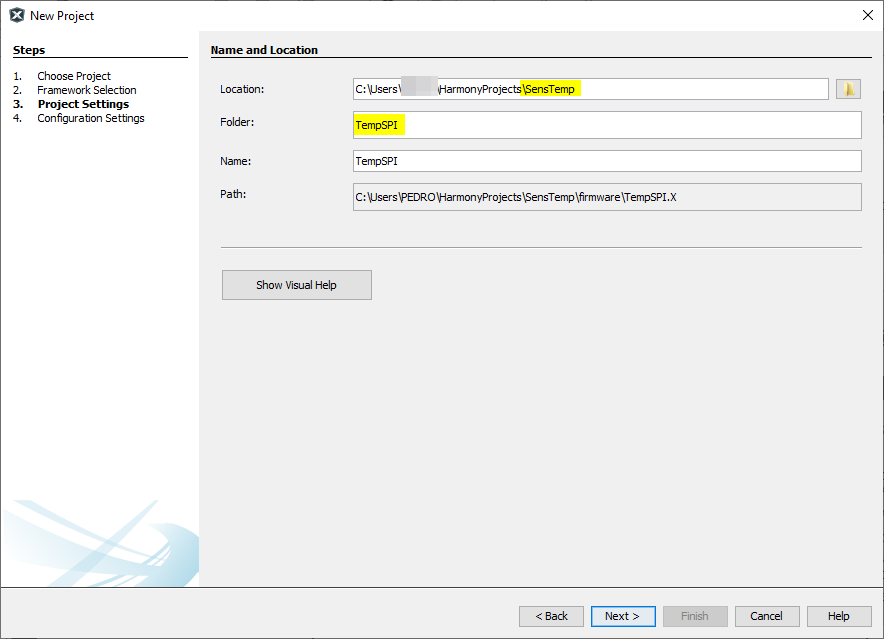 New Project
Steps
1. Choose Project
2. Framework Selection
3. Project Settings
4. Configuration Settings
Name and Location
Location: C:\Users\ \HarmonyProjects\SensTemp
Folder: TempSPI
Name: TempSPI
Path: C:\Users\PEDRO\HarmonyProjects\SensTemp\firmware\TempSPI.X
Show Visual Help
< Back Next > Finish Cancel Help